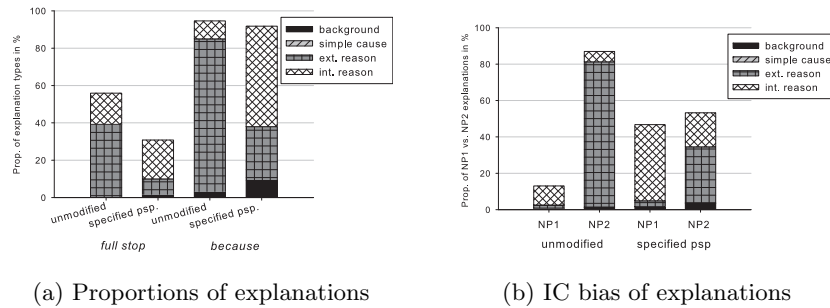 Prop. of explanation types in %
100
80
60
40
20
0
background
simple cause
ext. reason
int. reason
unmodified
specified psp.
unmodified
specified psp.
full stop
because
(a) Proportions of explanations
Prop. of NP1 vs. NP2 explanations in %
100
80
60
40
20
0
background
simple cause
ext. reason
int. reason
NP1
NP2
NP1
NP2
unmodified
specified psp
(b) IC bias of explanations